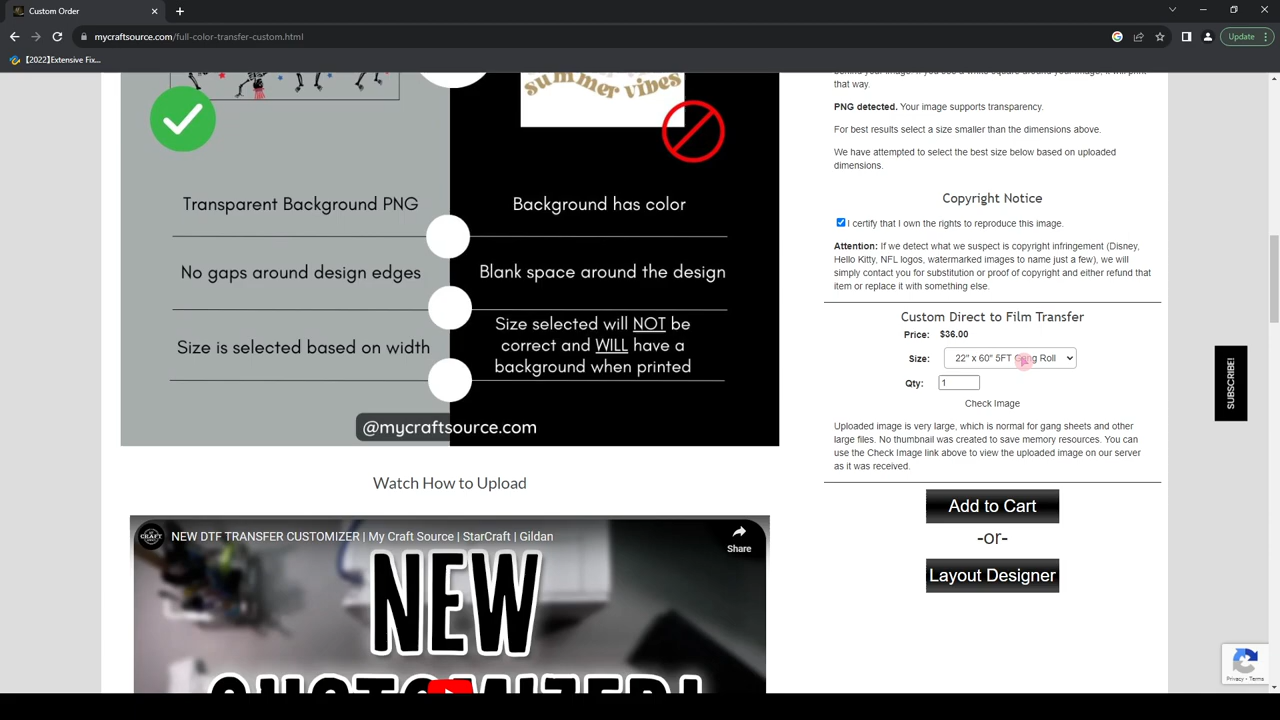 Custom Order
mycraftsource.com/full-color-transfer-custom.html
Update
【2022】Extensive Fix...
summer vibes
Transparent Background PNG
Background has color
No gaps around design edges
Blank space around the design
Size is selected based on width
Size selected will NOT be
correct and WILL have a
background when printed
@mycraftsource.com
Watch How to Upload
CRAFT
NEW DTF TRANSFER CUSTOMIZER | My Craft Source | StarCraft | Gildan
Share
NEW
CUSTOMIZER!
that way.
PNG detected. Your image supports transparency.
For best results select a size smaller than the dimensions above.
We have attempted to select the best size below based on uploaded
dimensions.
Copyright Notice
I certify that I own the rights to reproduce this image.
Attention: If we detect what we suspect is copyright infringement (Disney,
Hello Kitty, NFL logos, watermarked images to name just a few), we will
simply contact you for substitution or proof of copyright and either refund that
item or replace it with something else.
Custom Direct to Film Transfer
Price: $36.00
Size: 22" x 60" 5FT Gang Roll
Qty: 1
Check Image
Uploaded image is very large, which is normal for gang sheets and other
large files. No thumbnail was created to save memory resources. You can
use the Check Image link above to view the uploaded image on our server
as it was received.
Add to Cart
-or-
Layout Designer
SUBSCRIBE!
Privacy - Terms